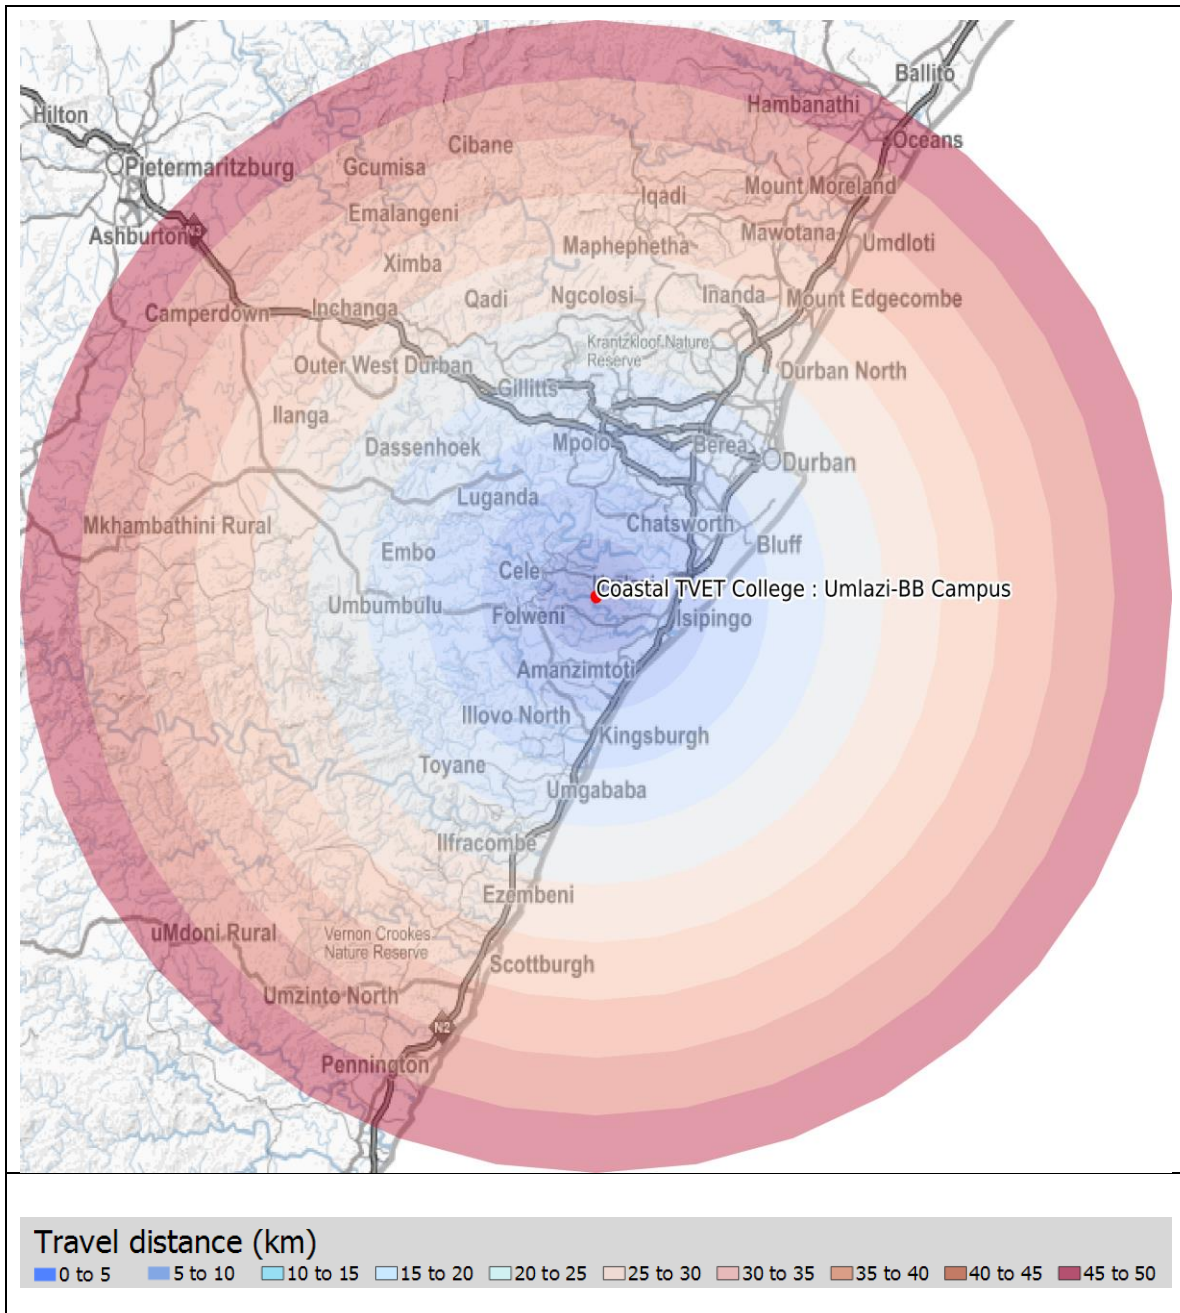 Ballito
Hambanathi
Hilton
Oceans
Cibane
Pietermaritzburg
Gcumisa
Mount Moreland
Iqadi
Emalangeni
Mawotana
Ashburton
N3
Maphephetha
Umdloti
Ximba
Qadi
Ngcolosi
Inanda
Mount Edgecombe
Camperdown
Inchanga
Krantzkloof Nature
Reserve
Outer West Durban
Durban North
Gillitts
Ilanga
Dassenhoek
Mpolo
Berea
Durban
Luganda
Mkhambathini Rural
Chatsworth
Bluff
Embo
Cele
Coastal TVET College : Umlazi-BB Campus
Umbumbulu
Folweni
Isipingo
Amanzimtoti
Illovo North
Kingsburgh
Toyane
Umgababa
Ilfracombe
Ezembeni
uMdoni Rural
Vernon Crookes
Nature Reserve
Scottburgh
Umzinto North
N2
Pennington
Travel distance (km)
0 to 5 5 to 10 10 to 15 15 to 20 20 to 25 25 to 30 30 to 35 35 to 40 40 to 45 45 to 50